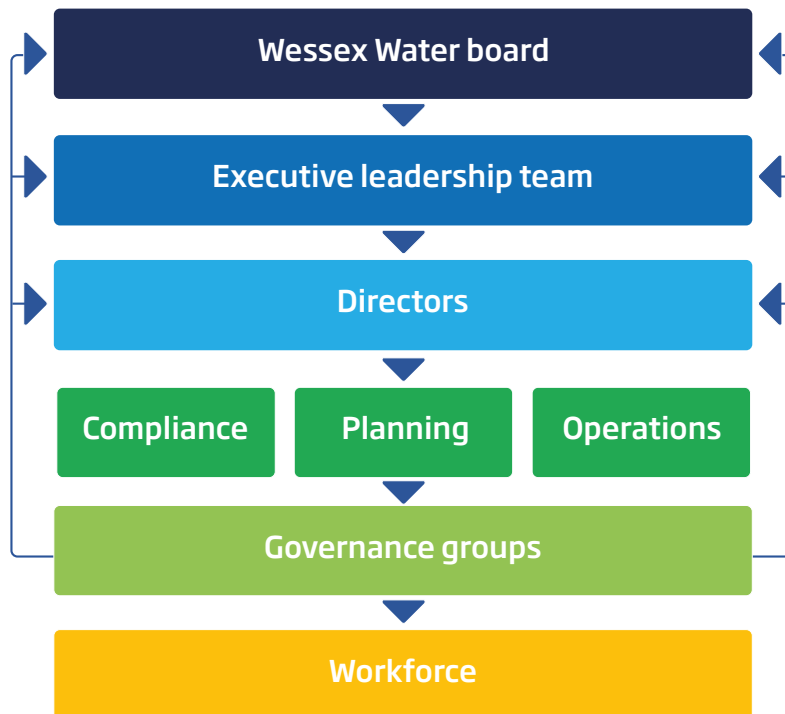 Wessex Water board
Executive leadership team
Directors
Compliance
Planning
Operations
Governance groups
Workforce